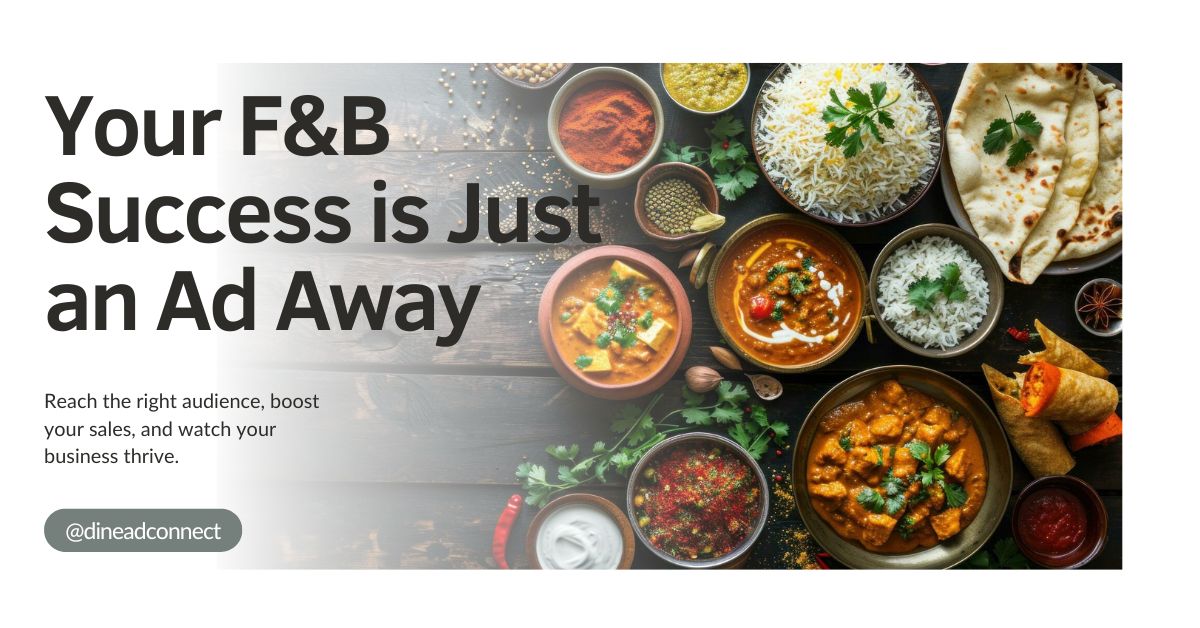 Your F&B
Success is Just
an Ad Away
Reach the right audience, boost
your sales, and watch your
business thrive.
@dineadconnect